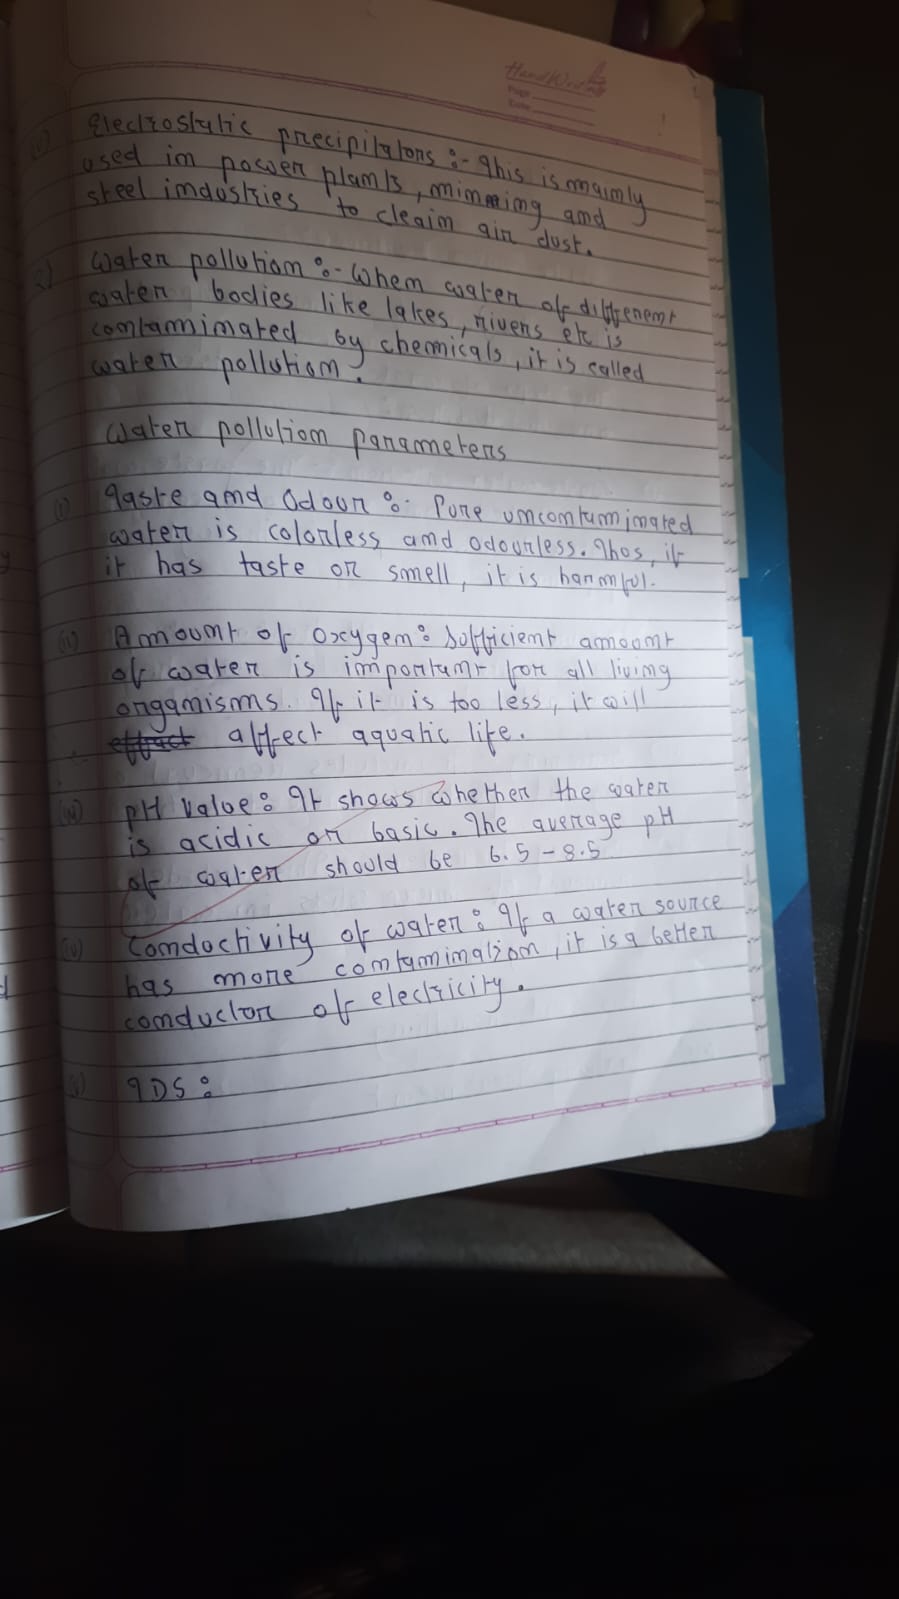 HandWriting
Page
Date
v) Electrostatic precipitators :- This is mainly
used in power plants, mining and
steel industries to clean air dust.
2) Water pollution :- When water of different
water bodies like lakes, rivers etc is
contaminated by chemicals, it is called
water pollution.
Water pollution parameters
(i) Taste and Odour :- Pure uncontaminated
water is colorless and odourless. Thus, if
it has taste or smell, it is harmful.
(ii) Amount of Oxygen: Sufficient amount
of water is important for all living
organisms. If it is too less, it will
effect affect aquatic life.
(iii) pH value: It shows whether the water
is acidic or basic. The average pH
of water should be 6.5 - 8.5
(iv) Conductivity of water: If a water source
has more contamination, it is a better
conductor of electricity.
(v) TDS: